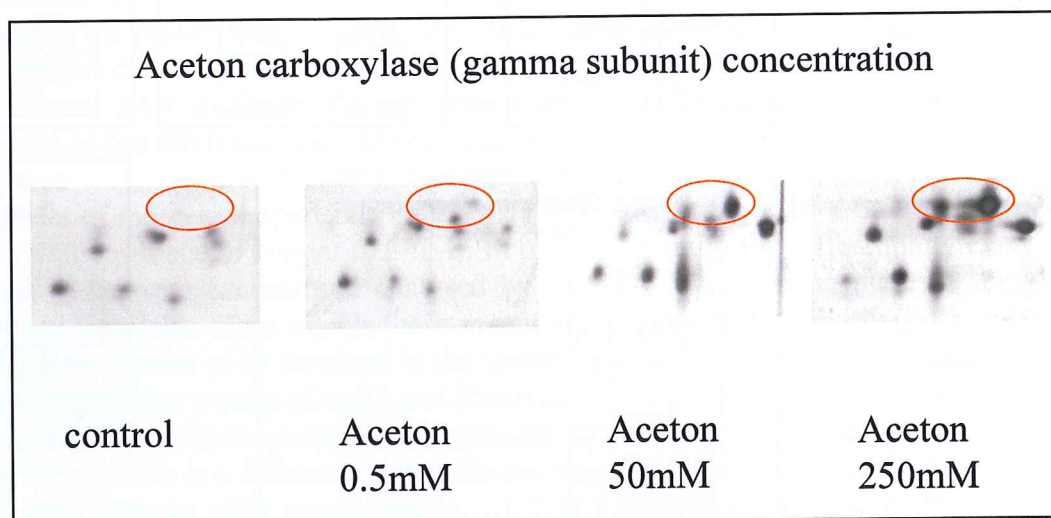 Aceton carboxylase (gamma subunit) concentration
control
Aceton
0.5mM
Aceton
50mM
Aceton
250mM